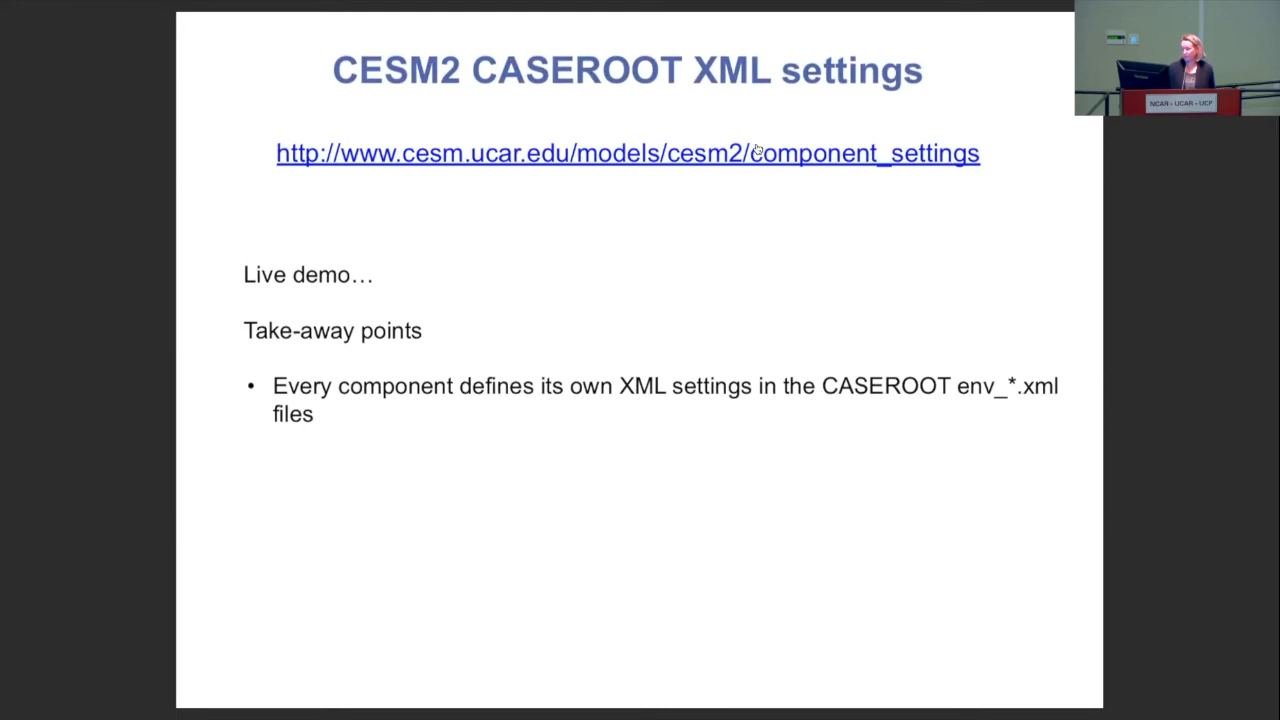 CESM2 CASEROOT XML settings
http://www.cesm.ucar.edu/models/cesm2/component_settings
Live demo…
Take-away points
• Every component defines its own XML settings in the CASEROOT env_*.xml
files
NCAR • UCAR • UCP